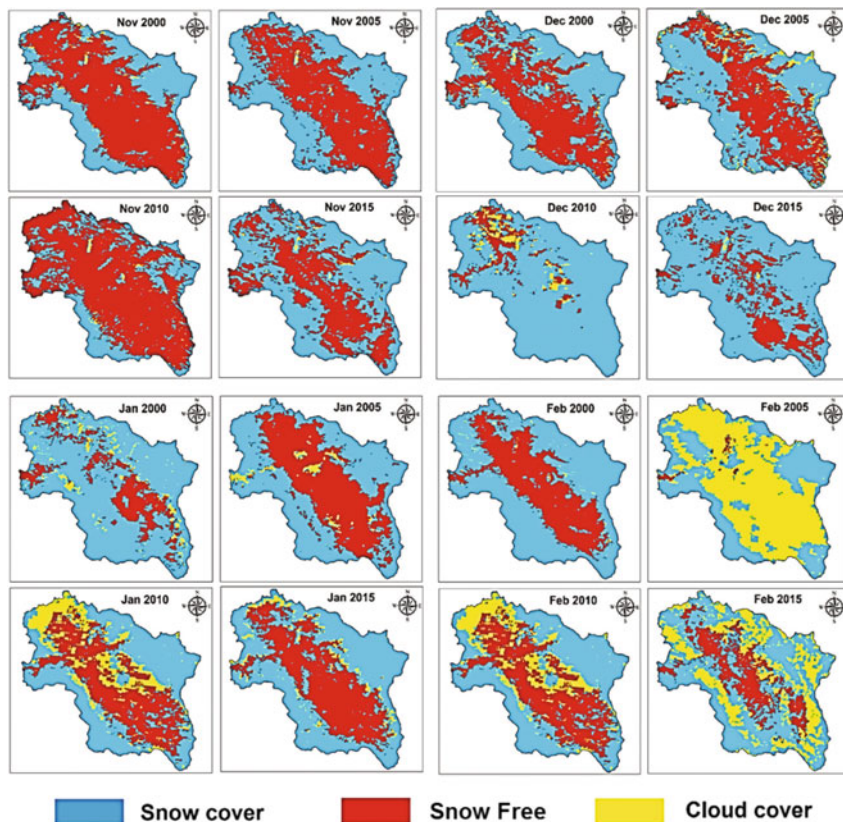 Nov 2000
Nov 2005
Dec 2000
Dec 2005
Nov 2010
Nov 2015
Dec 2010
Dec 2015
Jan 2000
Jan 2005
Feb 2000
Feb 2005
Jan 2010
Jan 2015
Feb 2010
Feb 2015
Snow cover
Snow Free
Cloud cover